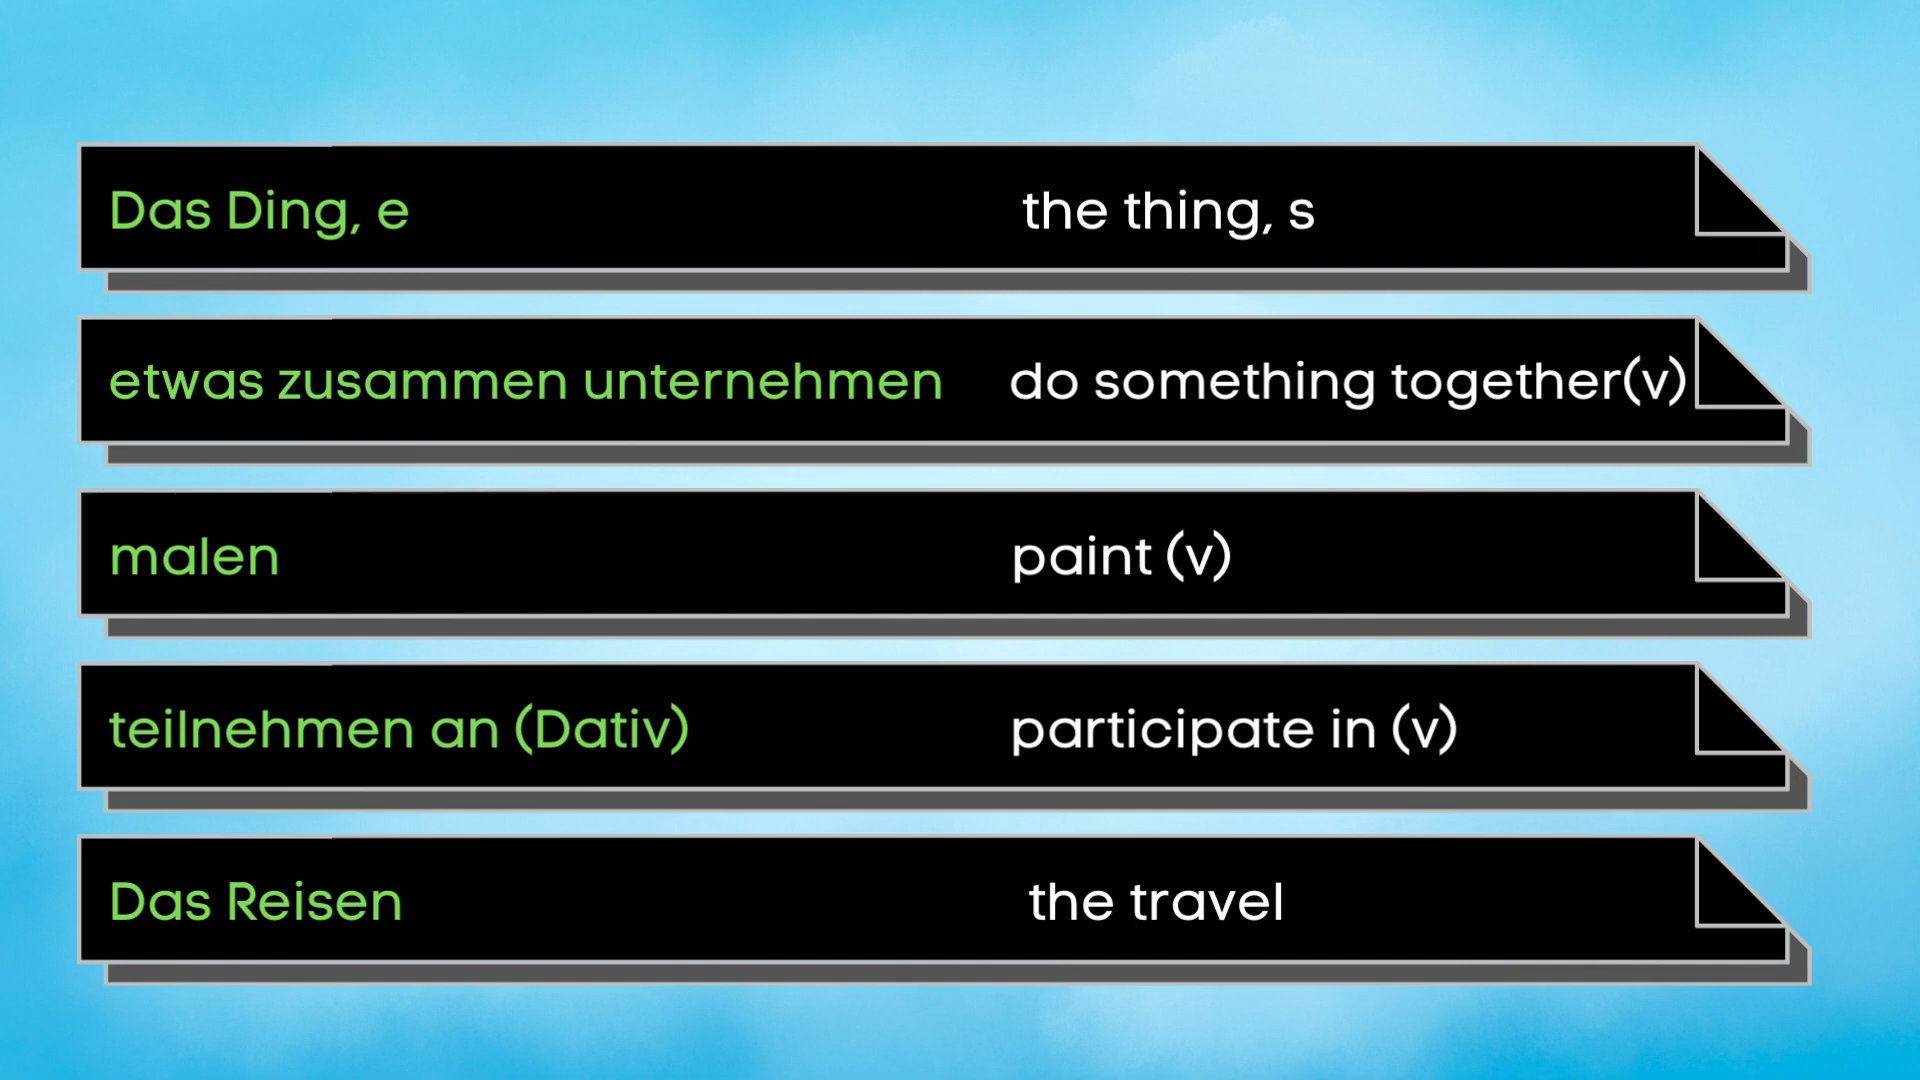 Das Ding, e the thing, s
etwas zusammen unternehmen do something together(v)
malen paint (v)
teilnehmen an (Dativ) participate in (v)
Das Reisen the travel